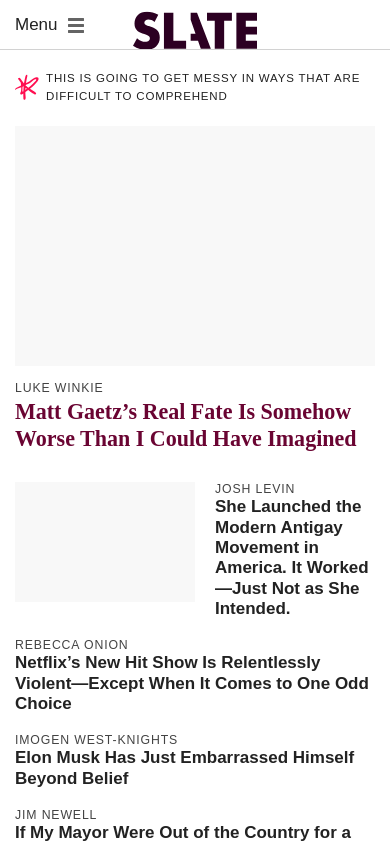 Menu
SLATE
THIS IS GOING TO GET MESSY IN WAYS THAT ARE
DIFFICULT TO COMPREHEND
LUKE WINKIE
Matt Gaetz’s Real Fate Is Somehow
Worse Than I Could Have Imagined
JOSH LEVIN
She Launched the
Modern Antigay
Movement in
America. It Worked
—Just Not as She
Intended.
REBECCA ONION
Netflix’s New Hit Show Is Relentlessly
Violent—Except When It Comes to One Odd
Choice
IMOGEN WEST-KNIGHTS
Elon Musk Has Just Embarrassed Himself
Beyond Belief
JIM NEWELL
If My Mayor Were Out of the Country for a